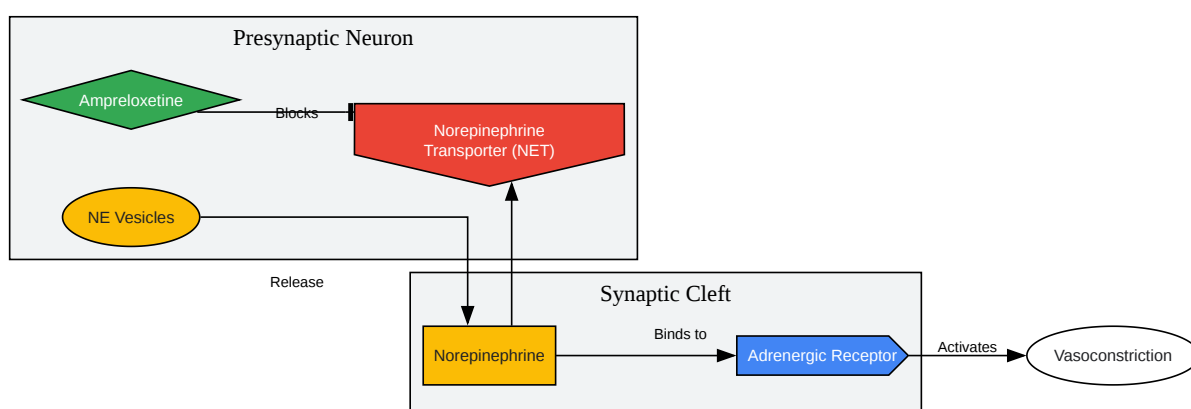 Presynaptic Neuron
Ampreloxetine
Blocks
Norepinephrine
Transporter (NET)
NE Vesicles
Release
Synaptic Cleft
Norepinephrine
Binds to
Adrenergic Receptor
Activates
Vasoconstriction